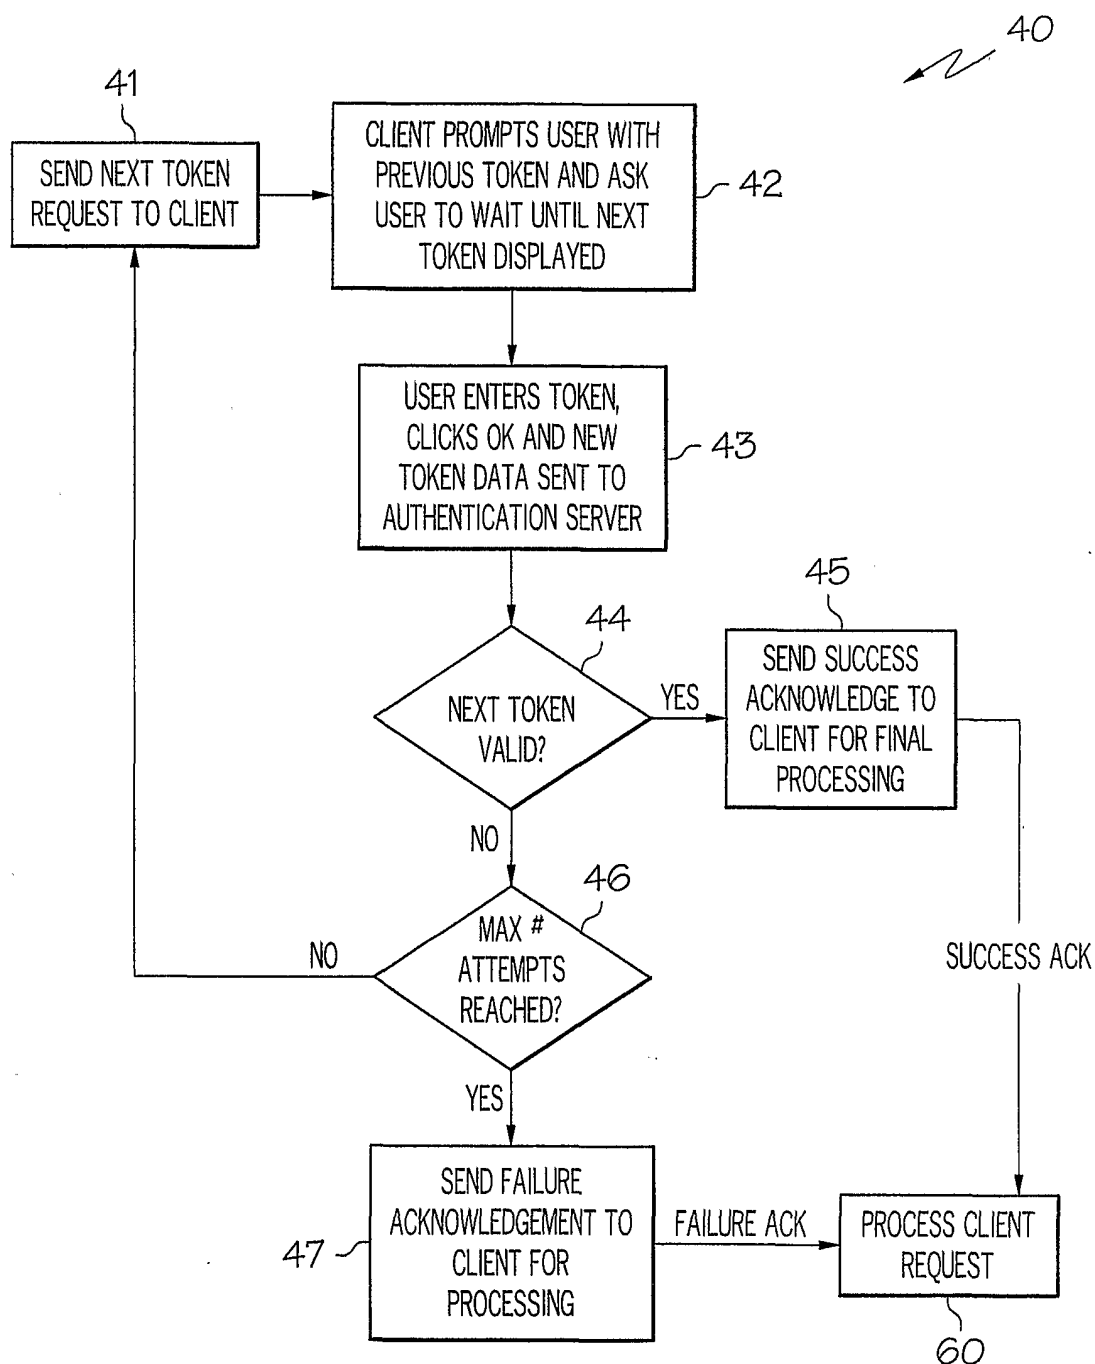 40
41
SEND NEXT TOKEN
REQUEST TO CLIENT
CLIENT PROMPTS USER WITH
PREVIOUS TOKEN AND ASK
USER TO WAIT UNTIL NEXT
TOKEN DISPLAYED
42
USER ENTERS TOKEN,
CLICKS OK AND NEW
TOKEN DATA SENT TO
AUTHENTICATION SERVER
43
44
NEXT TOKEN
VALID?
YES
45
SEND SUCCESS
ACKNOWLEDGE TO
CLIENT FOR FINAL
PROCESSING
NO
46
MAX #
ATTEMPTS
REACHED?
NO
SUCCESS ACK
YES
SEND FAILURE
ACKNOWLEDGEMENT TO
CLIENT FOR
PROCESSING
47
FAILURE ACK
PROCESS CLIENT
REQUEST
60